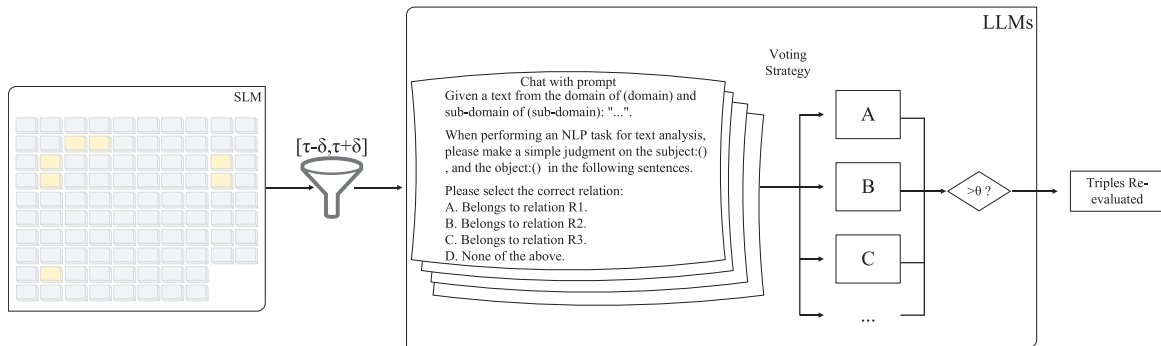 SLM
[τ-δ,τ+δ]
LLMs
Chat with prompt
Given a text from the domain of (domain) and
sub-domain of (sub-domain): "...".
When performing an NLP task for text analysis,
please make a simple judgment on the subject:()
, and the object:() in the following sentences.
Please select the correct relation:
A. Belongs to relation R1.
B. Belongs to relation R2.
C. Belongs to relation R3.
D. None of the above.
Voting
Strategy
A
B
C
...
>θ ?
Triples Re-
evaluated